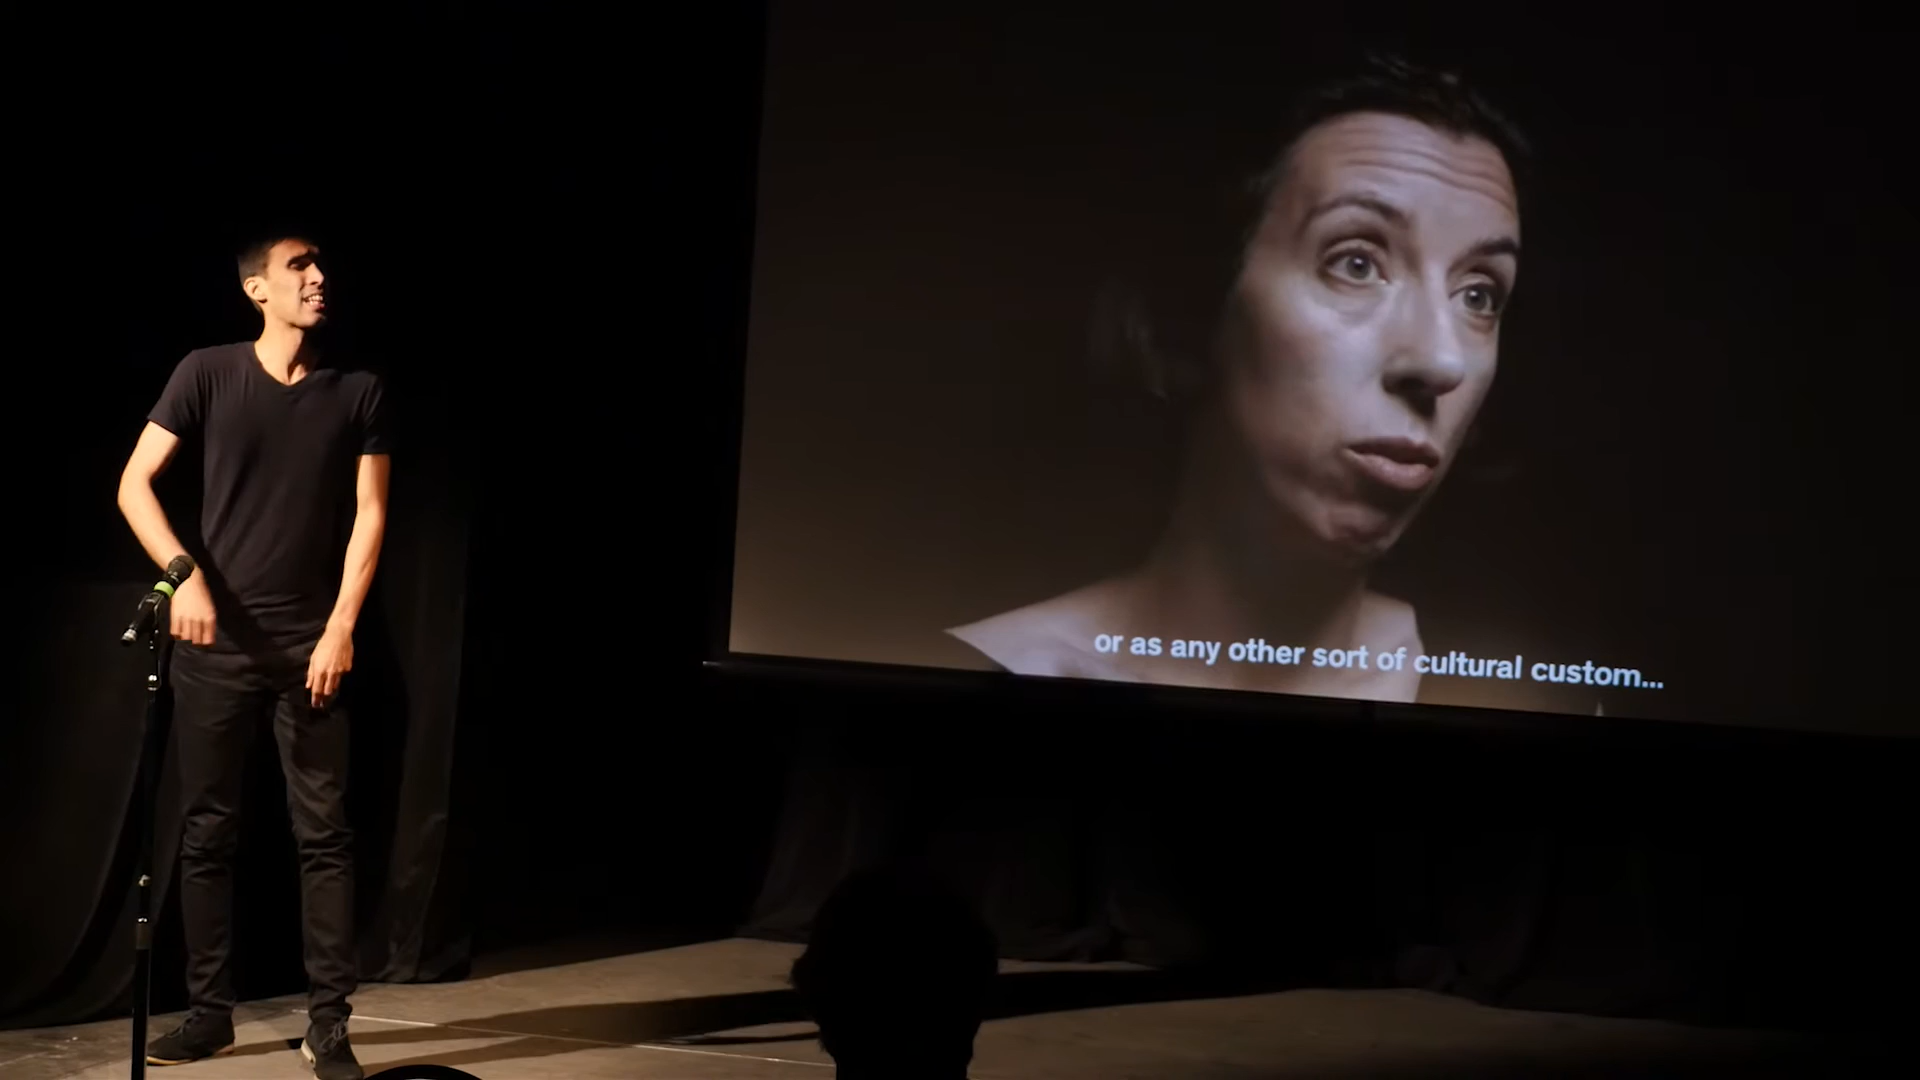 or as any other sort of cultural custom...